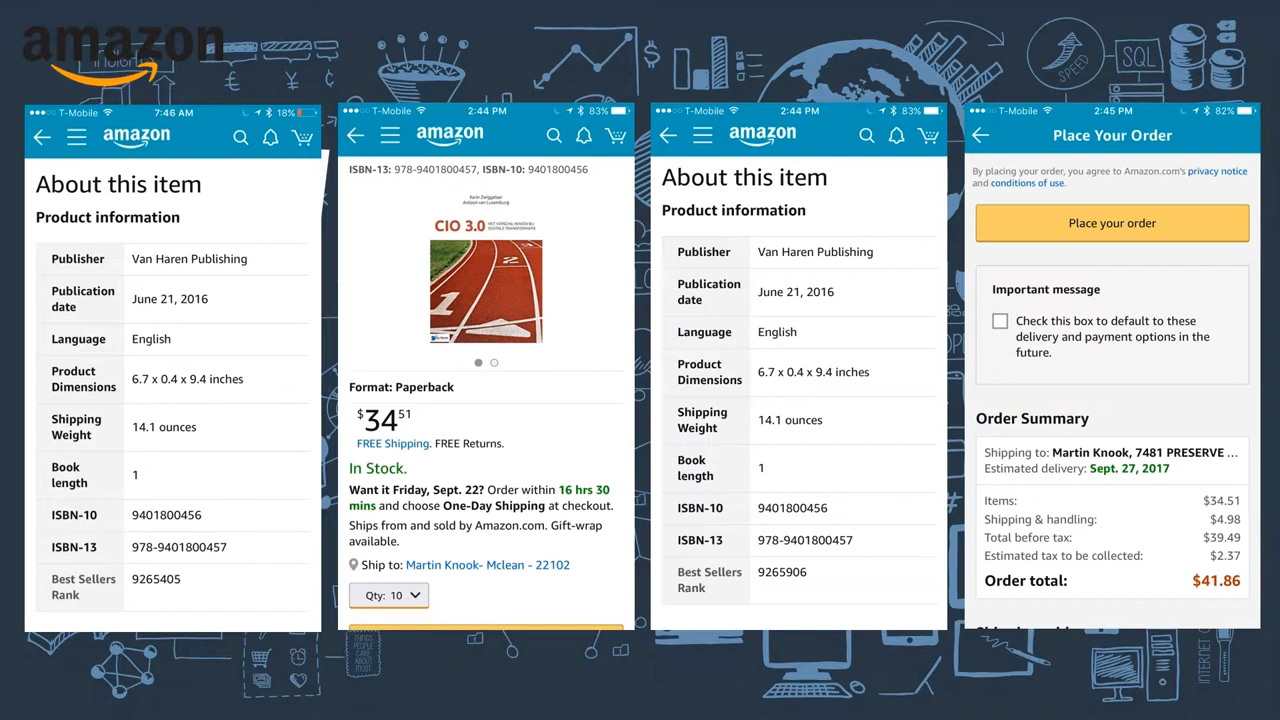 amazon
INSIGHT
SPEED
SQL
T-Mobile 7:46 AM 18%
amazon
About this item
Product information
Publisher Van Haren Publishing
Publication date June 21, 2016
Language English
Product Dimensions 6.7 x 0.4 x 9.4 inches
Shipping Weight 14.1 ounces
Book length 1
ISBN-10 9401800456
ISBN-13 978-9401800457
Best Sellers Rank 9265405
T-Mobile 2:44 PM 83%
amazon
ISBN-13: 978-9401800457, ISBN-10: 9401800456
CIO 3.0
1
2
Format: Paperback
$34 51
FREE Shipping. FREE Returns.
In Stock.
Want it Friday, Sept. 22? Order within 16 hrs 30
mins and choose One-Day Shipping at checkout.
Ships from and sold by Amazon.com. Gift-wrap
available.
Ship to: Martin Knook- Mclean - 22102
Qty: 10
T-Mobile 2:44 PM 83%
amazon
About this item
Product information
Publisher Van Haren Publishing
Publication date June 21, 2016
Language English
Product Dimensions 6.7 x 0.4 x 9.4 inches
Shipping Weight 14.1 ounces
Book length 1
ISBN-10 9401800456
ISBN-13 978-9401800457
Best Sellers Rank 9265906
T-Mobile 2:45 PM 82%
Place Your Order
By placing your order, you agree to Amazon.com's privacy notice
and conditions of use.
Place your order
Important message
Check this box to default to these
delivery and payment options in the
future.
Order Summary
Shipping to: Martin Knook, 7481 PRESERVE ...
Estimated delivery: Sept. 27, 2017
Items: $34.51
Shipping & handling: $4.98
Total before tax: $39.49
Estimated tax to be collected: $2.37
Order total: $41.86
THINGS
PEOPLE
CARE
ABOUT
MOST
INTERNET